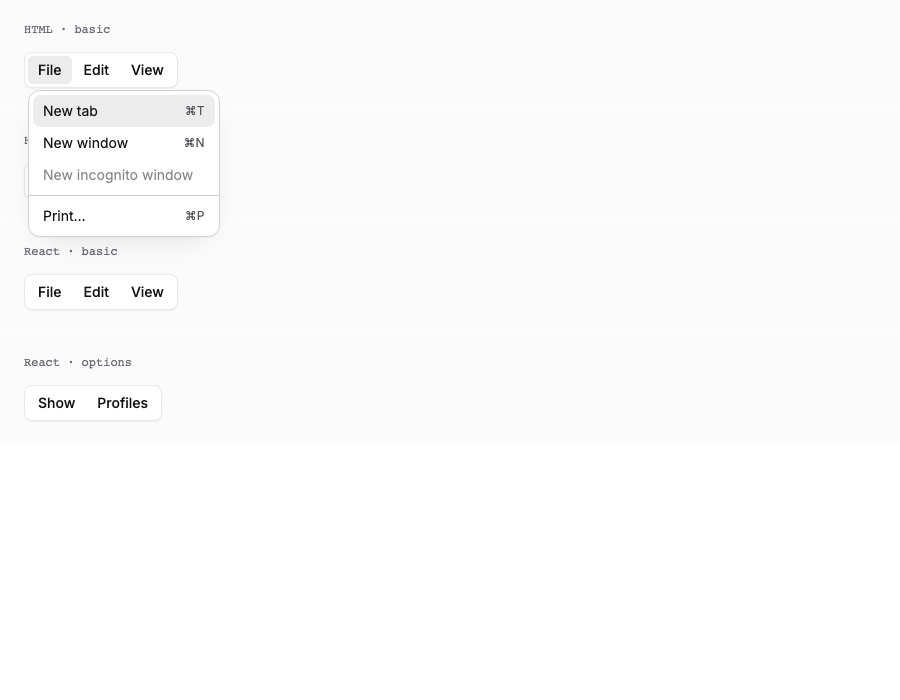 HTML · basic
File Edit View
New tab ⌘T
New window ⌘N
New incognito window
Print... ⌘P
React · basic
File Edit View
React · options
Show Profiles